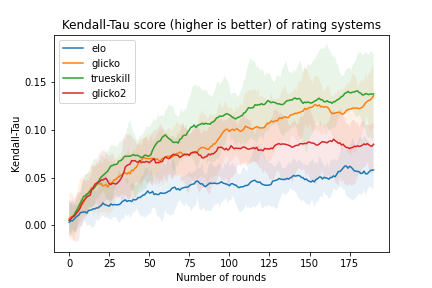 Kendall-Tau score (higher is better) of rating systems
elo
glicko
trueskill
glicko2
Kendall-Tau
0.15
0.10
0.05
0.00
0 25 50 75 100 125 150 175
Number of rounds